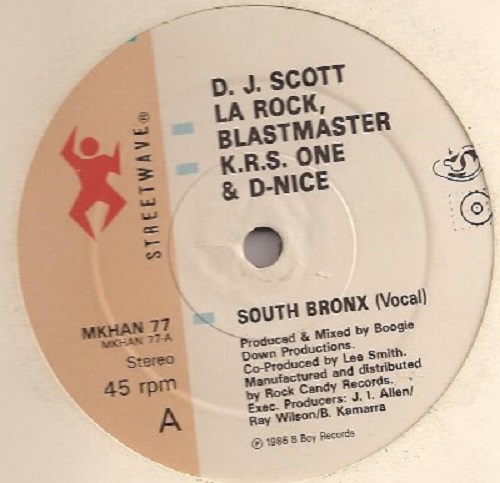 D. J. SCOTT
LA ROCK,
BLASTMASTER
K.R.S. ONE
& D-NICE
STREETWAVE®
SOUTH BRONX (Vocal)
MKHAN 77
MKHAN 77-A
Stereo
45 rpm
A
Produced & Mixed by Boogie
Down Productions.
Co-Produced by Lee Smith.
Manufactured and distributed
by Rock Candy Records.
Exec. Producers: J. I. Allen/
Ray Wilson/B. Kamarra
℗ 1986 B Boy Records